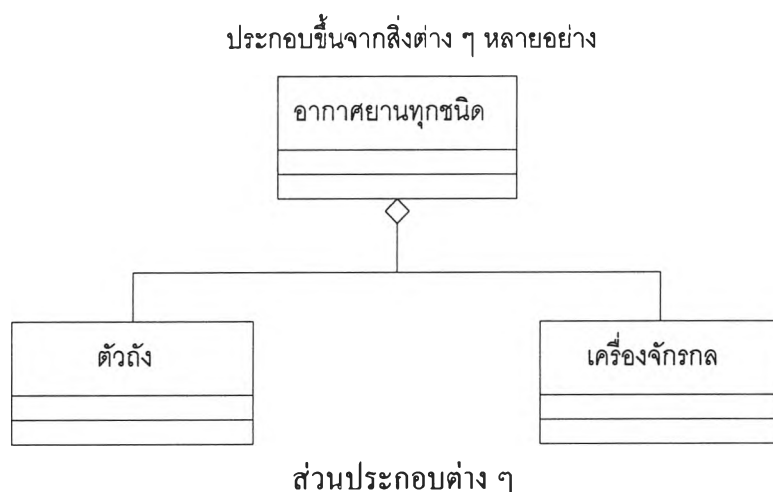 ประกอบขึ้นจากสิ่งต่าง ๆ หลายอย่าง
อากาศยานทุกชนิด
ตัวถัง
เครื่องจักรกล
ส่วนประกอบต่าง ๆ